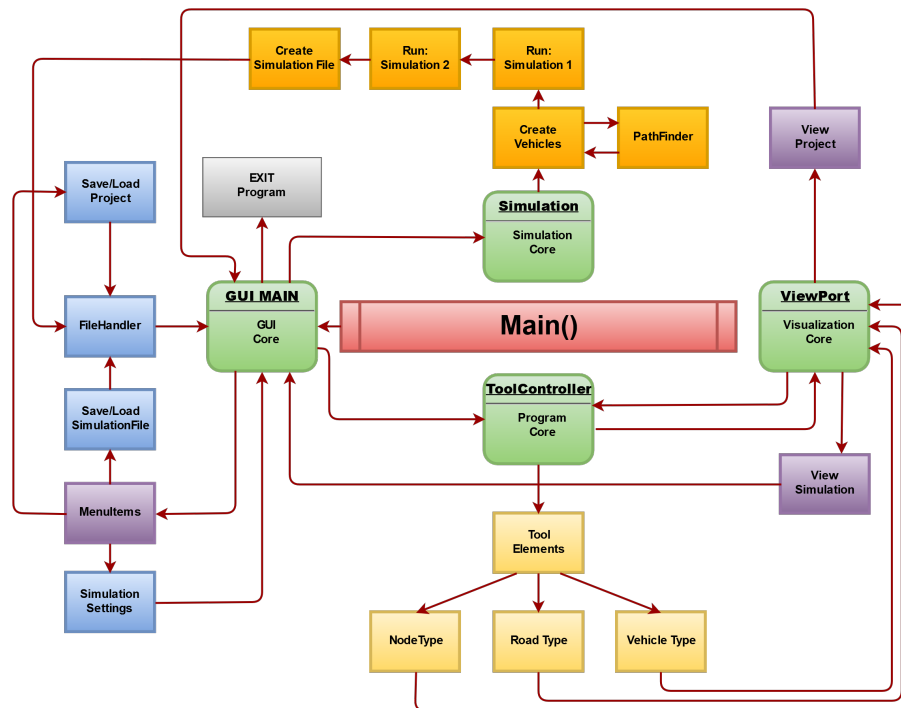 Create
Simulation File
Run:
Simulation 2
Run:
Simulation 1
Create
Vehicles
PathFinder
View
Project
Save/Load
Project
EXIT
Program
Simulation
Simulation
Core
GUI MAIN
GUI
Core
FileHandler
Main()
ViewPort
Visualization
Core
Save/Load
SimulationFile
ToolController
Program
Core
View
Simulation
MenuItems
Tool
Elements
Simulation
Settings
NodeType
Road Type
Vehicle Type